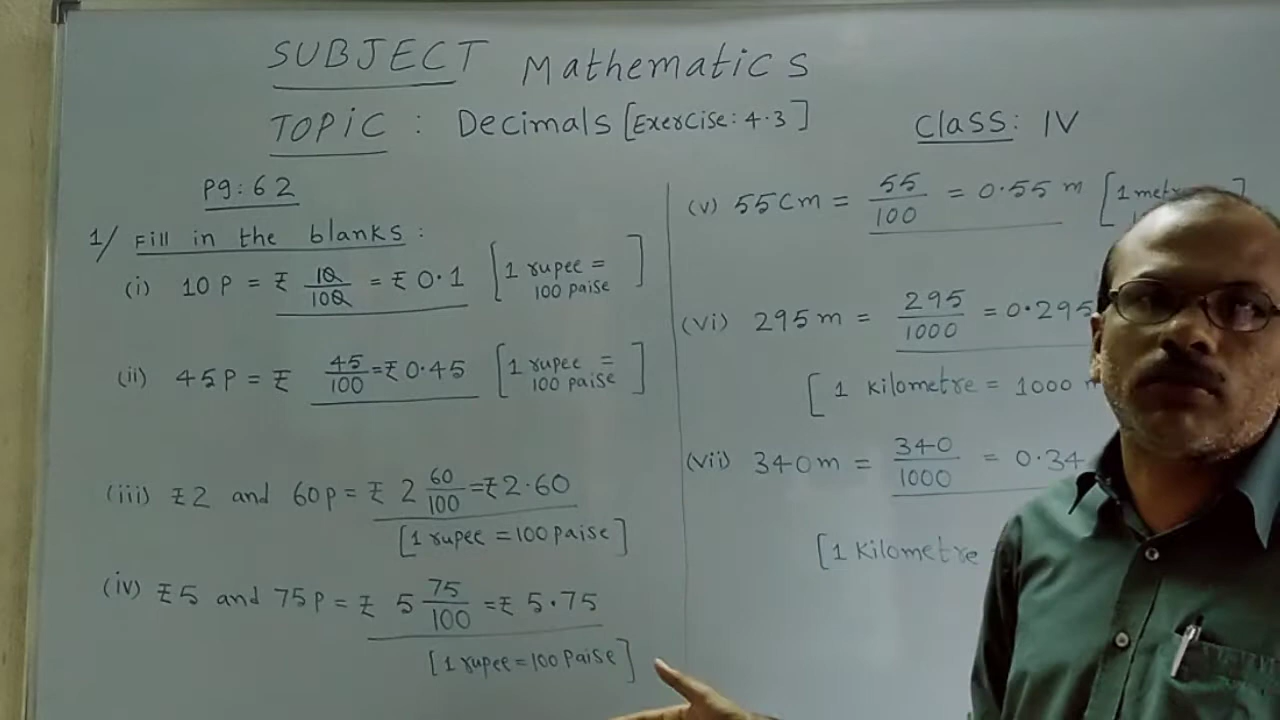 SUBJECT Mathematics
TOPIC : Decimals [Exercise: 4.3]
Class: IV
Pg: 62
1/ Fill in the blanks :
(i) 10 P = ₹ 10/100 = ₹ 0.1 [1 rupee = 100 paise]
(ii) 45 P = ₹ 45/100 = ₹ 0.45 [1 rupee = 100 paise]
(iii) ₹2 and 60 p = ₹ 2 60/100 = ₹2.60
[1 rupee = 100 paise]
(iv) ₹5 and 75 P = ₹ 5 75/100 = ₹ 5.75
[1 rupee = 100 Paise]
(v) 55 Cm = 55/100 = 0.55 m [1 ]
(Vi) 295 m = 295/1000 = 0.295
[1 kilometre = 1000
(Vii) 340 m = 340/1000 = 0.34
[1 Kilometre